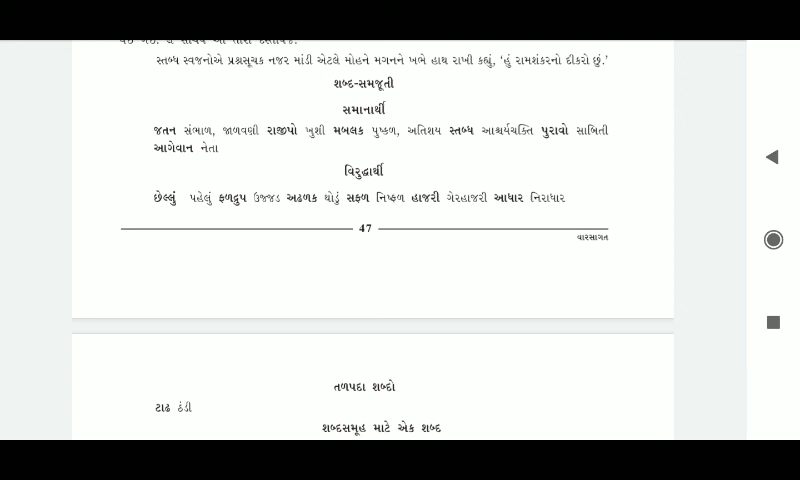 સ્તબ્ધ સ્વજનોએ પ્રશ્નસૂચક નજર માંડી એટલે મોહને મગનને ખભે હાથ રાખી કહ્યું, ‘હું રામશંકરનો દીકરો છું.’
શબ્દ-સમજૂતી
સમાનાર્થી
જતન સંભાળ, જાળવણી રાજીપો ખુશી મબલક પુષ્કળ, અતિશય સ્તબ્ધ આશ્ચર્યચક્તિ પુરાવો સાબિતી
આગેવાન નેતા
વિરુદ્ધાર્થી
છેલ્લું પહેલું ફળદ્રુપ ઉજ્જડ અઢળક થોડું સફળ નિષ્ફળ હાજરી ગેરહાજરી આધાર નિરાધાર
47
વારસાગત
તળપદા શબ્દો
ટાઢ ઠંડી
શબ્દસમૂહ માટે એક શબ્દ